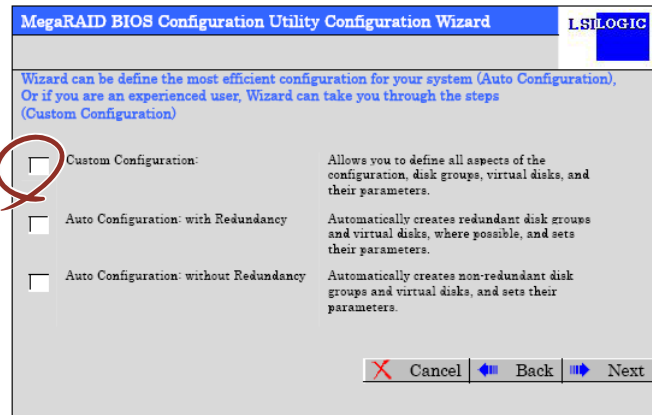 MegaRAID BIOS Configuration Utility Configuration Wizard
LSILOGIC
Wizard can be define the most efficient configuration for your system (Auto Configuration),
Or if you are an experienced user, Wizard can take you through the steps
(Custom Configuration)
Custom Configuration:
Allows you to define all aspects of the
configuration, disk groups, virtual disks, and
their parameters.
Auto Configuration: with Redundancy
Automatically creates redundant disk groups
and virtual disks, where possible, and sets
their parameters.
Auto Configuration: without Redundancy
Automatically creates non-redundant disk
groups and virtual disks, and sets their
parameters.
Cancel Back Next